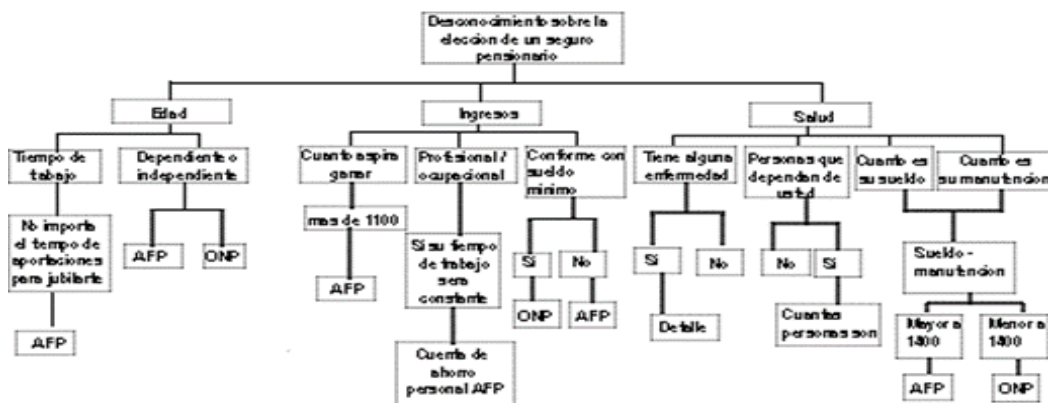 Desconocimiento sobre la
eleccion de un seguro
pensionario
Edad
Ingresos
Salud
Tiempo de
tabajo
Dependiente o
independiente
Cuanto aspira
ganar
Profesional /
ocupacional
Conforme con
sueldo
minimo
Tiene alguna
enfermedad
Personas que
dependan de
usted
Cuanto es
su sueldo
Cuanto es
su manutencion
No importa
el tempo de
aportaciones
para jubilarte
AFP
ONP
mas de 1100
Si su tiempo
de trabajo
sera
constante
Si
No
Si
No
No
Si
Sueldo -
manutencion
AFP
AFP
ONP
AFP
Detalle
Cuantas
personas son
Mayor a
1400
Menor a
1400
Cuenta de
ahorro
personal AFP
AFP
ONP